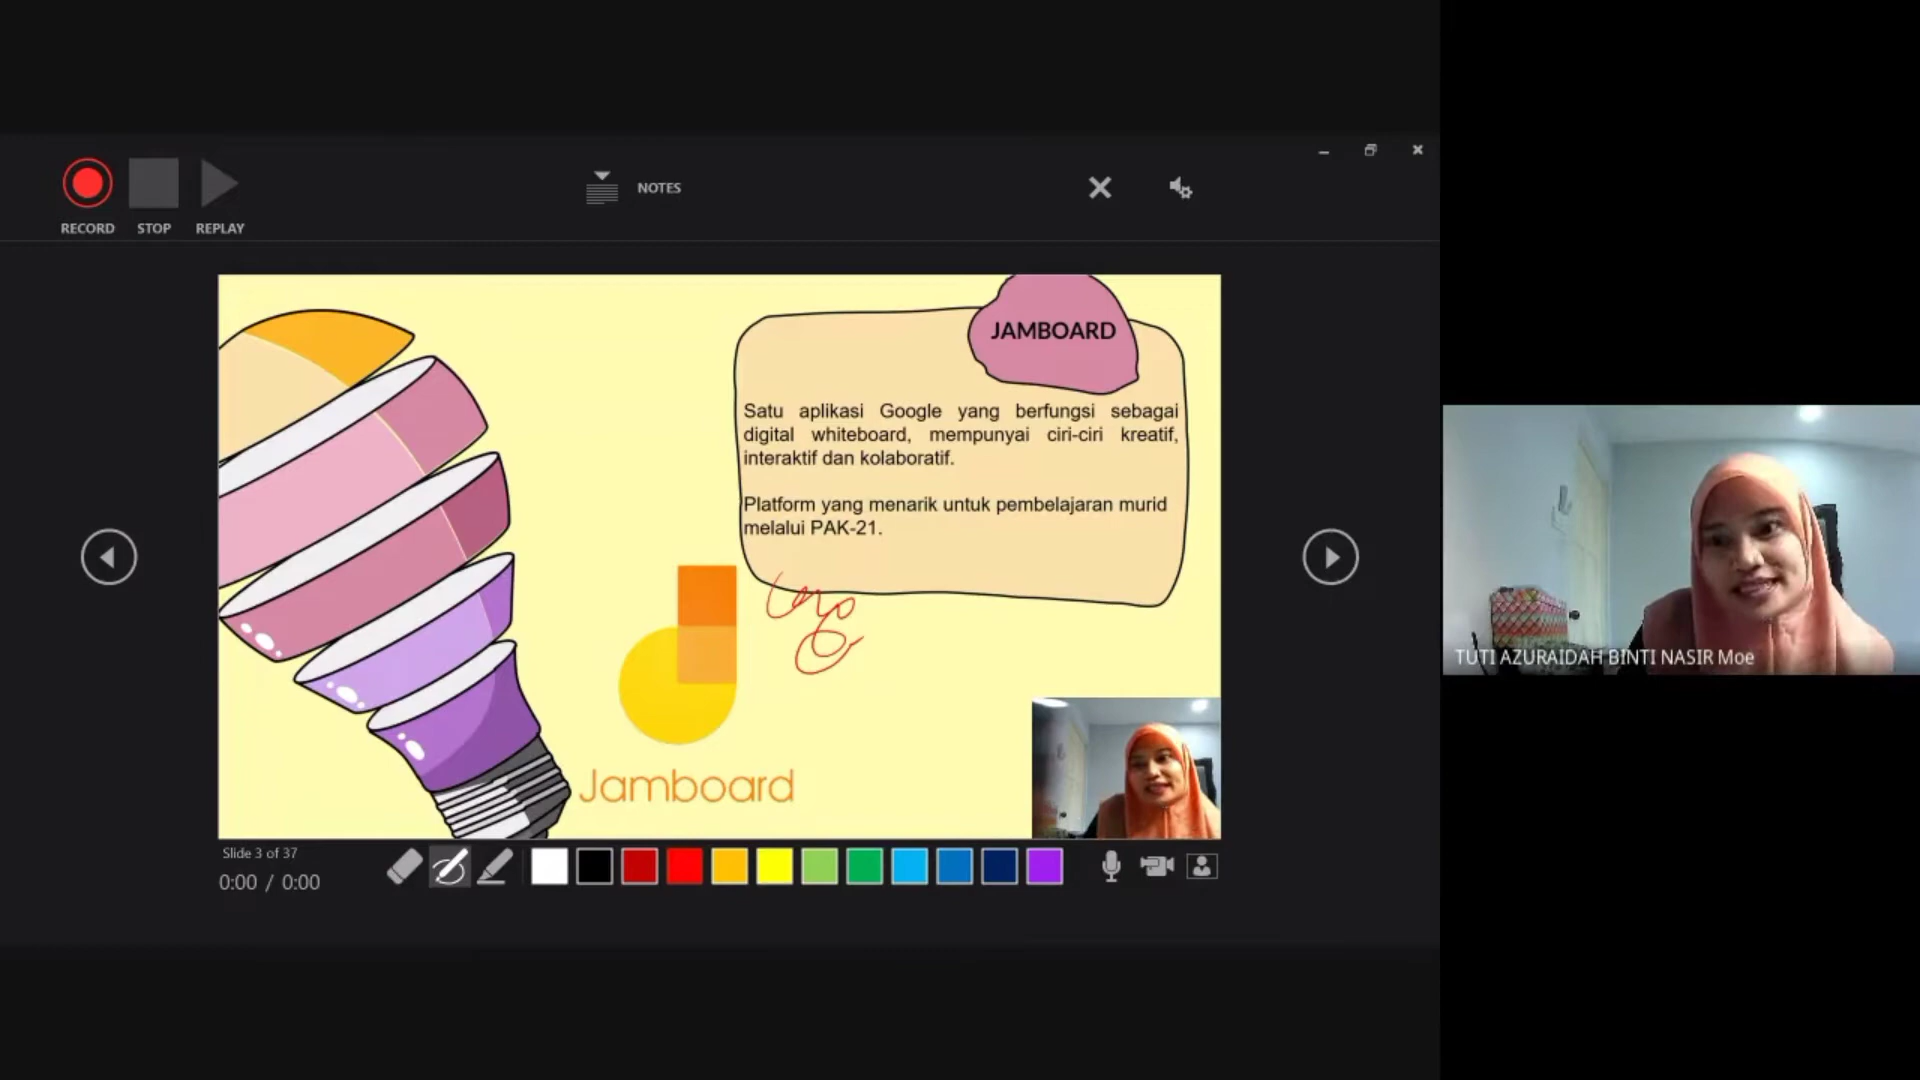 NOTES
RECORD STOP REPLAY
JAMBOARD
Satu aplikasi Google yang berfungsi sebagai
digital whiteboard, mempunyai ciri-ciri kreatif,
interaktif dan kolaboratif.
Platform yang menarik untuk pembelajaran murid
melalui PAK-21.
Jamboard
Slide 3 of 37
0:00 / 0:00
TUTI AZURAIDAH BINTI NASIR Moe